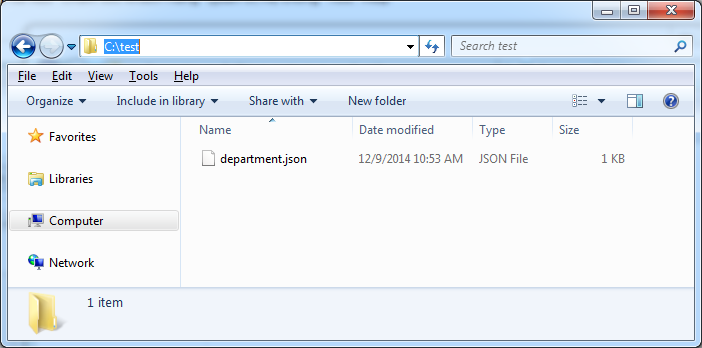 C:\test
Search test
File Edit View Tools Help
Organize Include in library Share with New folder
Name Date modified Type Size
department.json 12/9/2014 10:53 AM JSON File 1 KB
Favorites
Libraries
Computer
Network
1 item